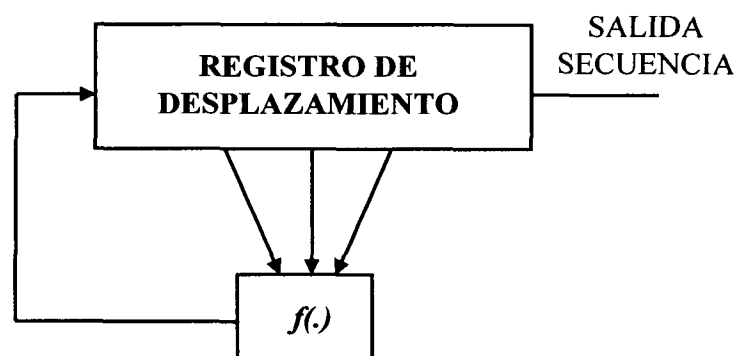 SALIDA
SECUENCIA
REGISTRO DE
DESPLAZAMIENTO
f(.)